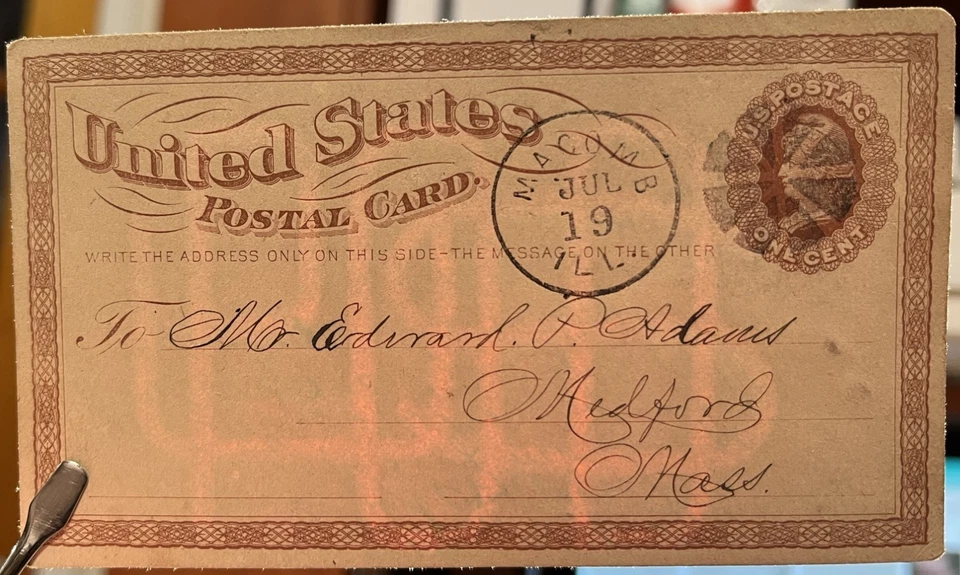 United States
POSTAL CARD.
WRITE THE ADDRESS ONLY ON THIS SIDE–THE MESSAGE ON THE OTHER
MACOMB
JUL
19
ILL.
U.S. POSTAGE
ONE CENT
To Mr. Edward. P. Adams
Medford
Mass.